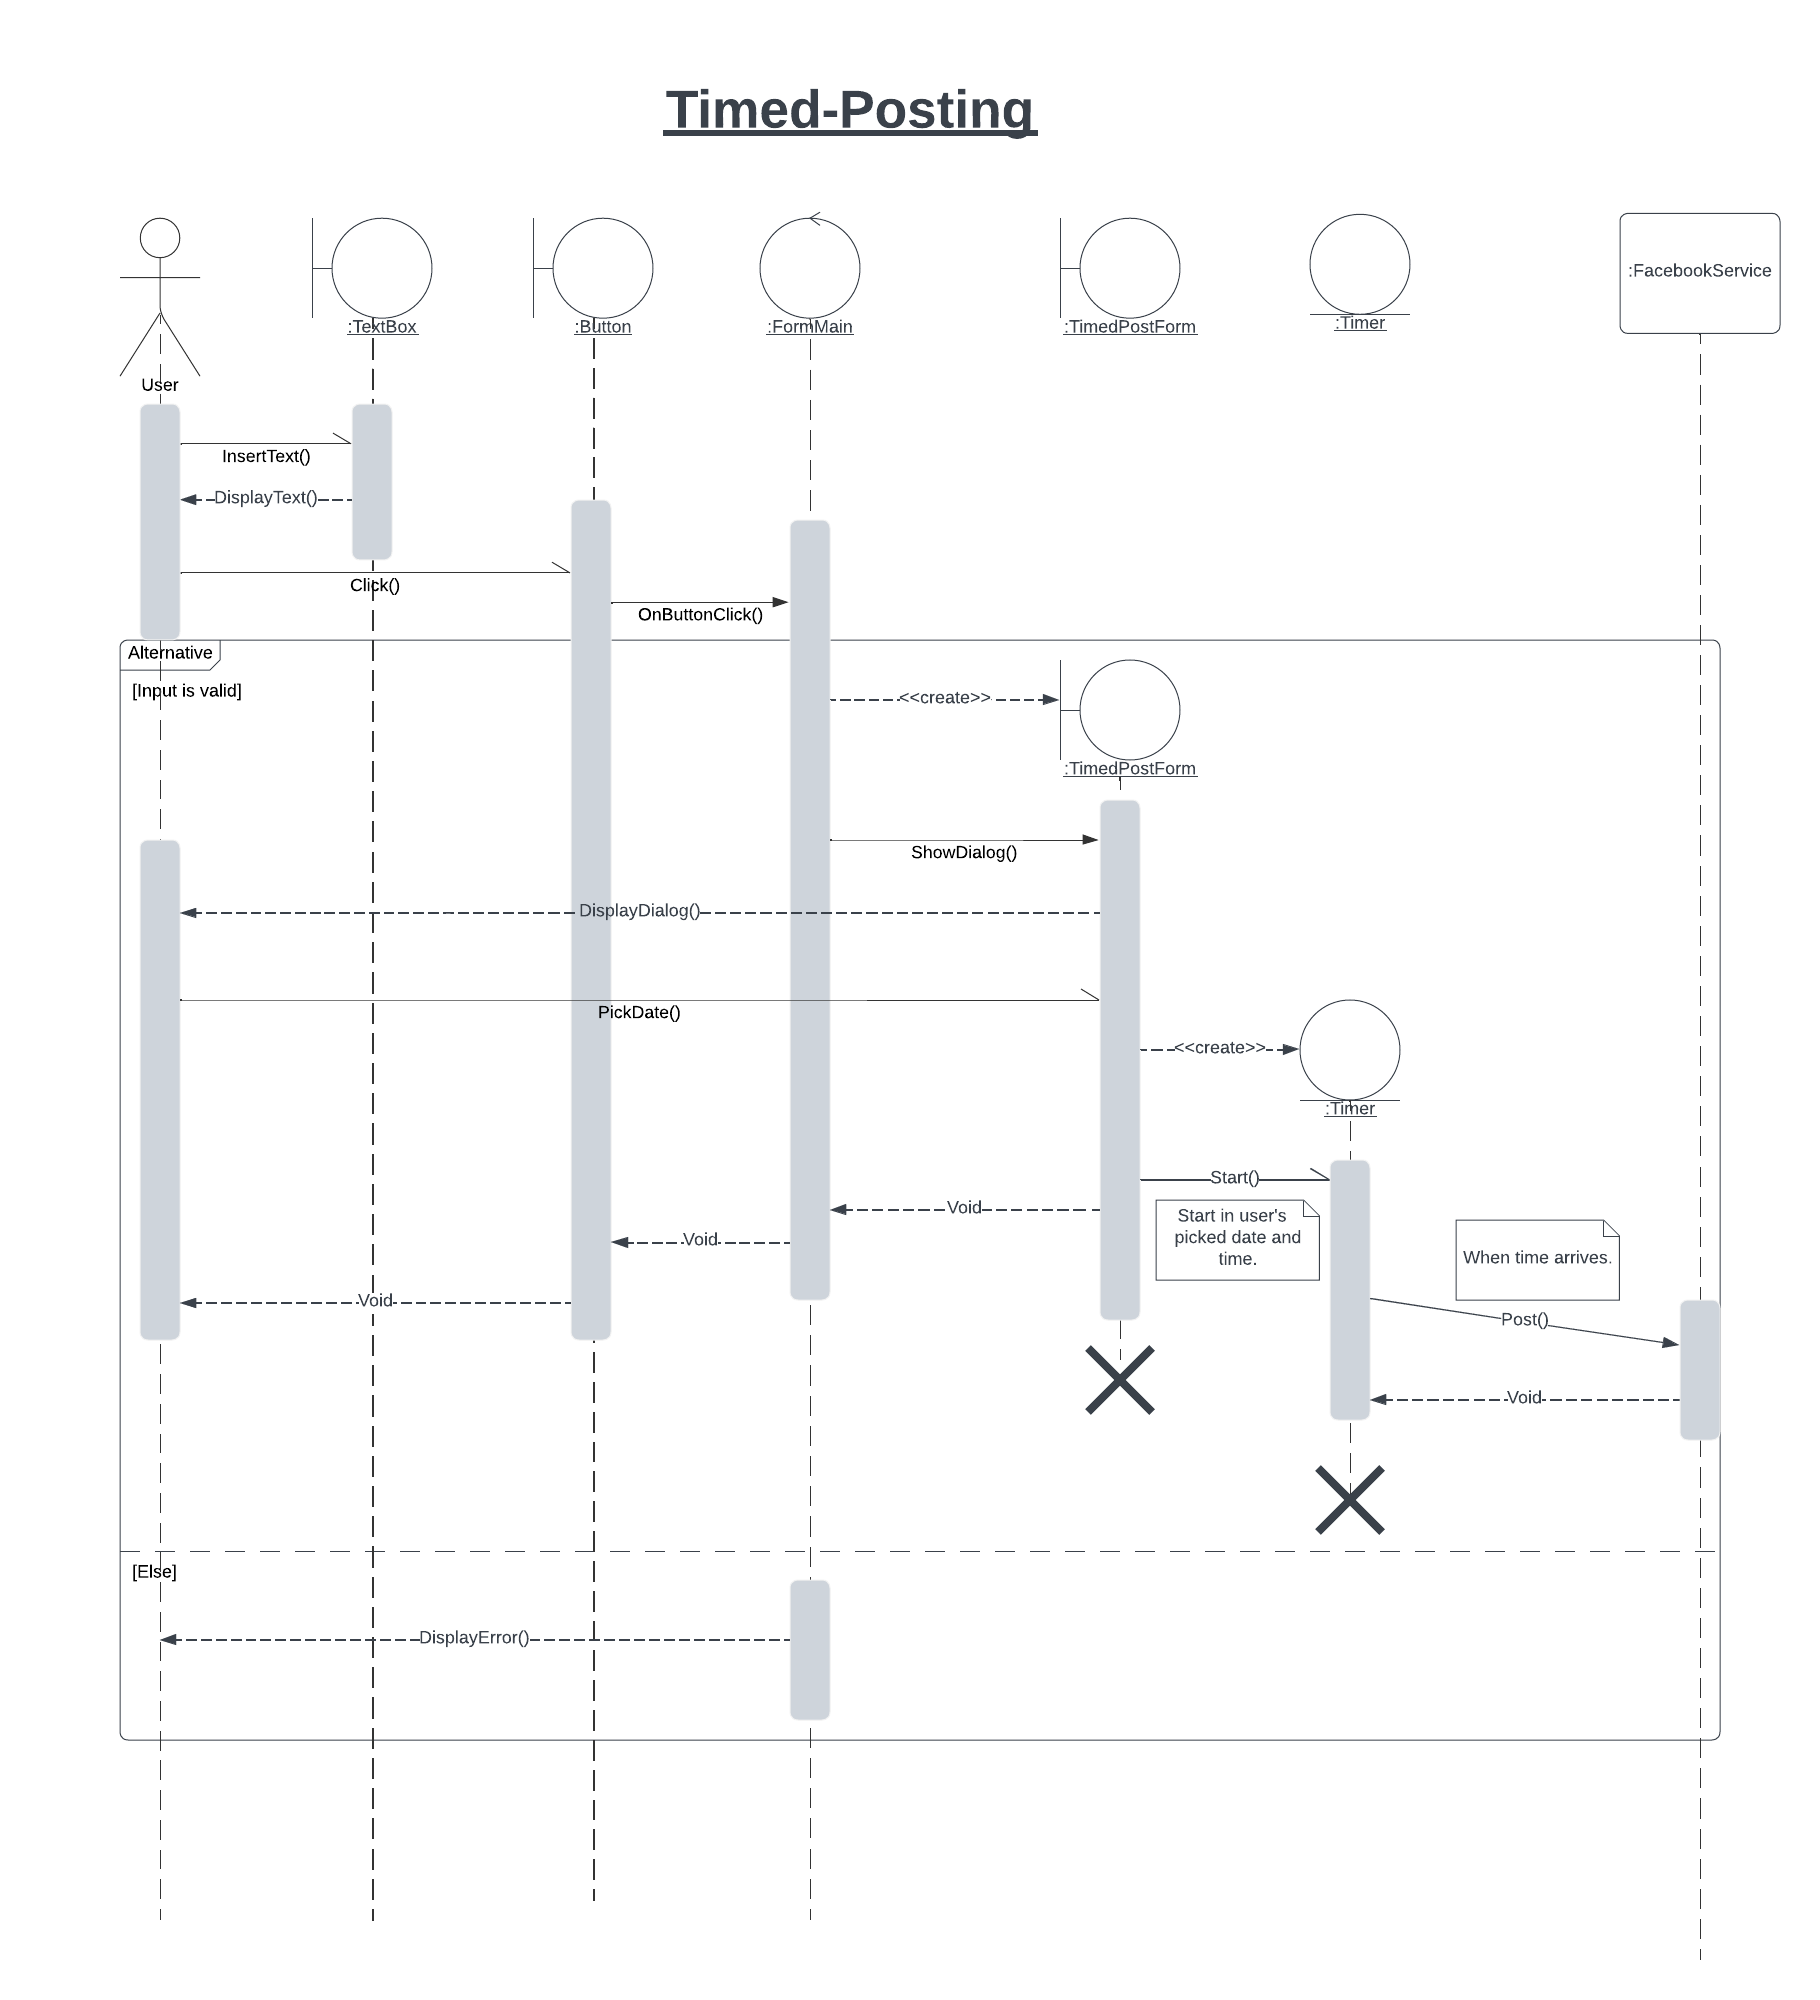 Timed-Posting
:TextBox
:Button
:FormMain
:TimedPostForm
:Timer
:FacebookService
User
InsertText()
DisplayText()
Click()
OnButtonClick()
Alternative
[Input is valid]
<<create>>
:TimedPostForm
ShowDialog()
DisplayDialog()
PickDate()
<<create>>
:Timer
Start()
Void
Start in user's
picked date and
time.
Void
When time arrives.
Void
Post()
Void
[Else]
DisplayError()